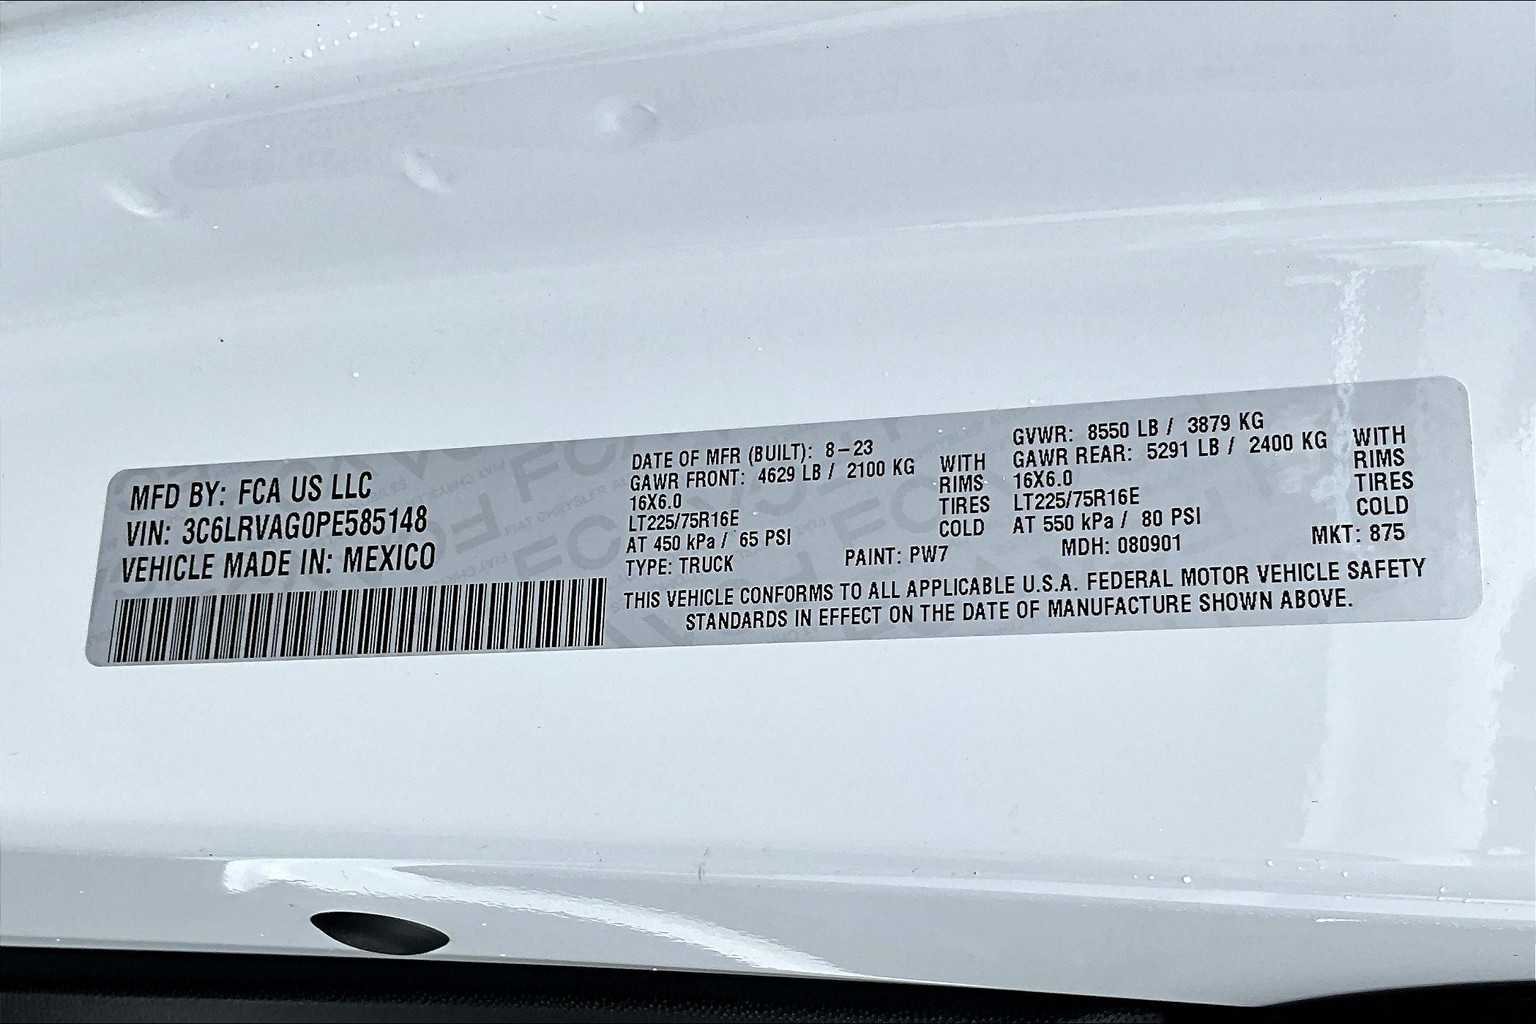 MFD BY: FCA US LLC
VIN: 3C6LRVAG0PE585148
VEHICLE MADE IN: MEXICO
DATE OF MFR (BUILT): 8-23
GAWR FRONT: 4629 LB / 2100 KG WITH
16X6.0 RIMS
LT225/75R16E TIRES
AT 450 kPa / 65 PSI COLD
TYPE: TRUCK PAINT: PW7
GVWR: 8550 LB / 3879 KG
GAWR REAR: 5291 LB / 2400 KG WITH
16X6.0 RIMS
LT225/75R16E TIRES
AT 550 kPa / 80 PSI COLD
MDH: 080901 MKT: 875
THIS VEHICLE CONFORMS TO ALL APPLICABLE U.S.A. FEDERAL MOTOR VEHICLE SAFETY
STANDARDS IN EFFECT ON THE DATE OF MANUFACTURE SHOWN ABOVE.